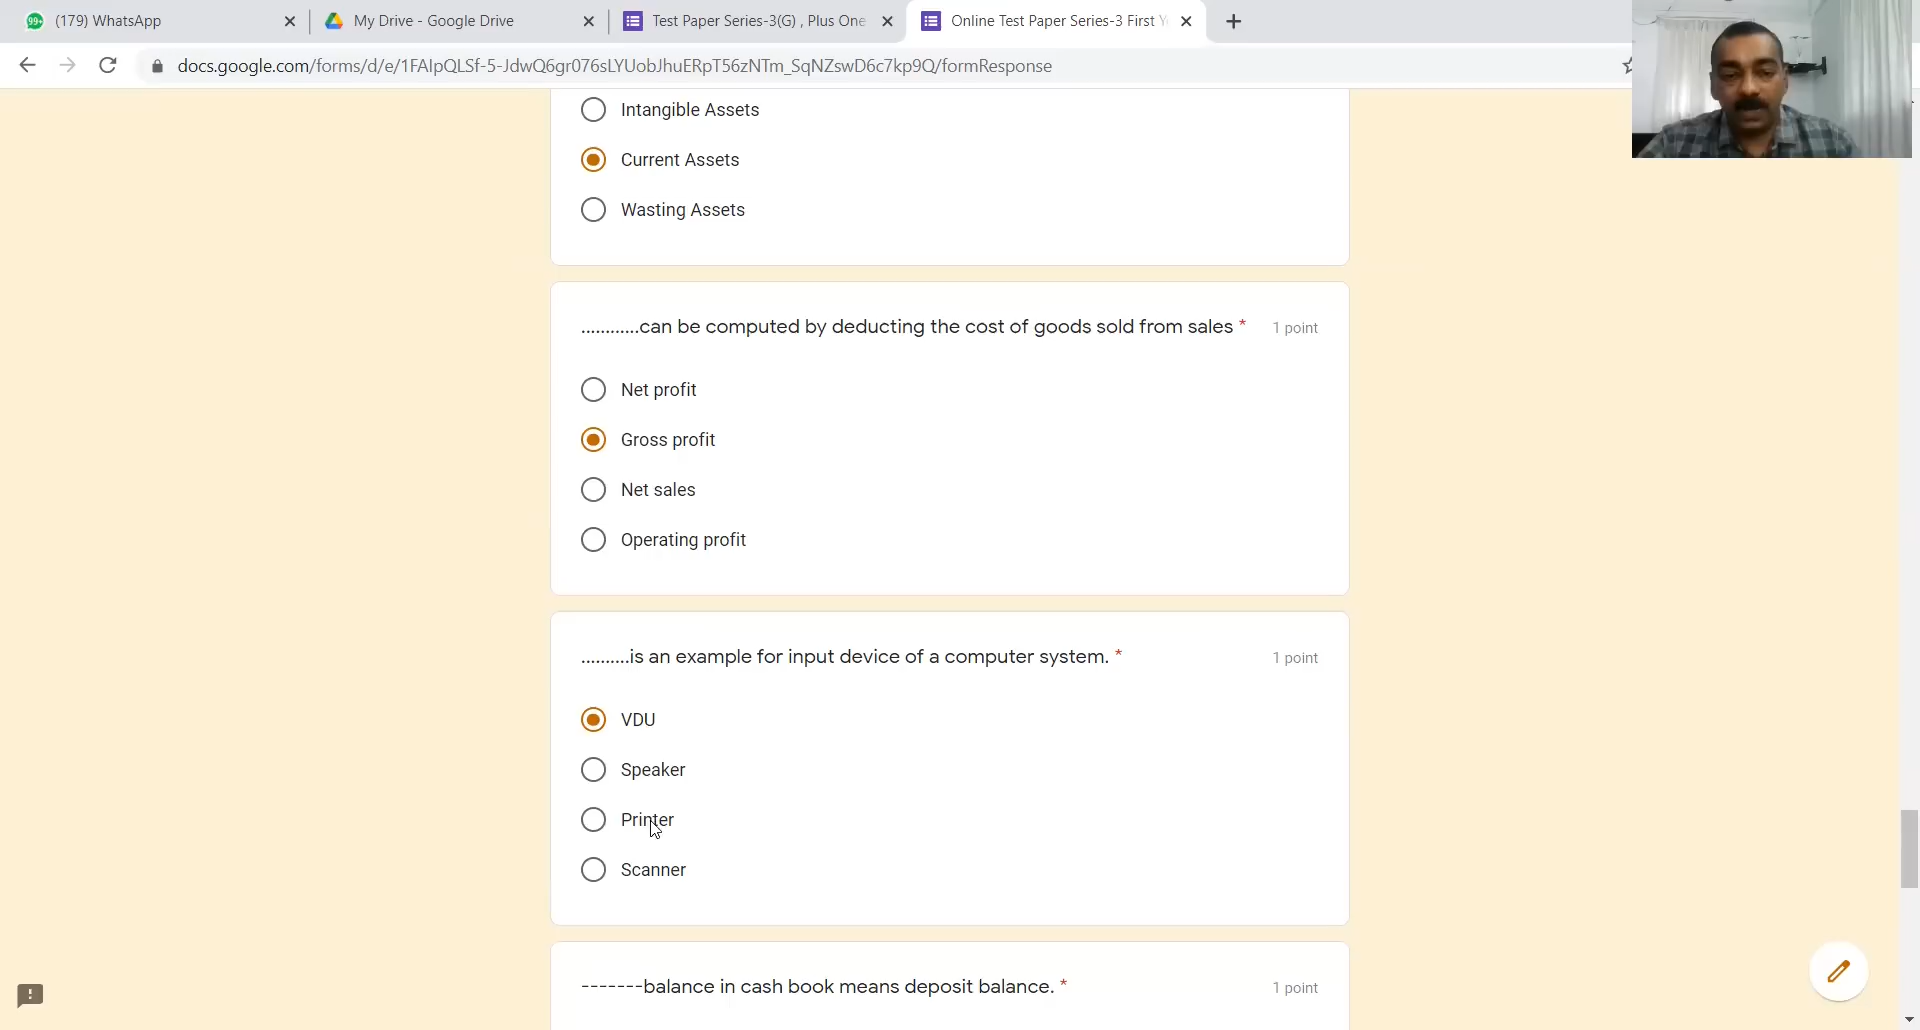 99+ (179) WhatsApp
My Drive - Google Drive
Test Paper Series-3(G) , Plus One
Online Test Paper Series-3 First Y
docs.google.com/forms/d/e/1FAIpQLSf-5-JdwQ6gr076sLYUobJhuERpT56zNTm_SqNZswD6c7kp9Q/formResponse
Intangible Assets
Current Assets
Wasting Assets
............can be computed by deducting the cost of goods sold from sales * 1 point
Net profit
Gross profit
Net sales
Operating profit
..........is an example for input device of a computer system. * 1 point
VDU
Speaker
Printer
Scanner
-------balance in cash book means deposit balance. * 1 point